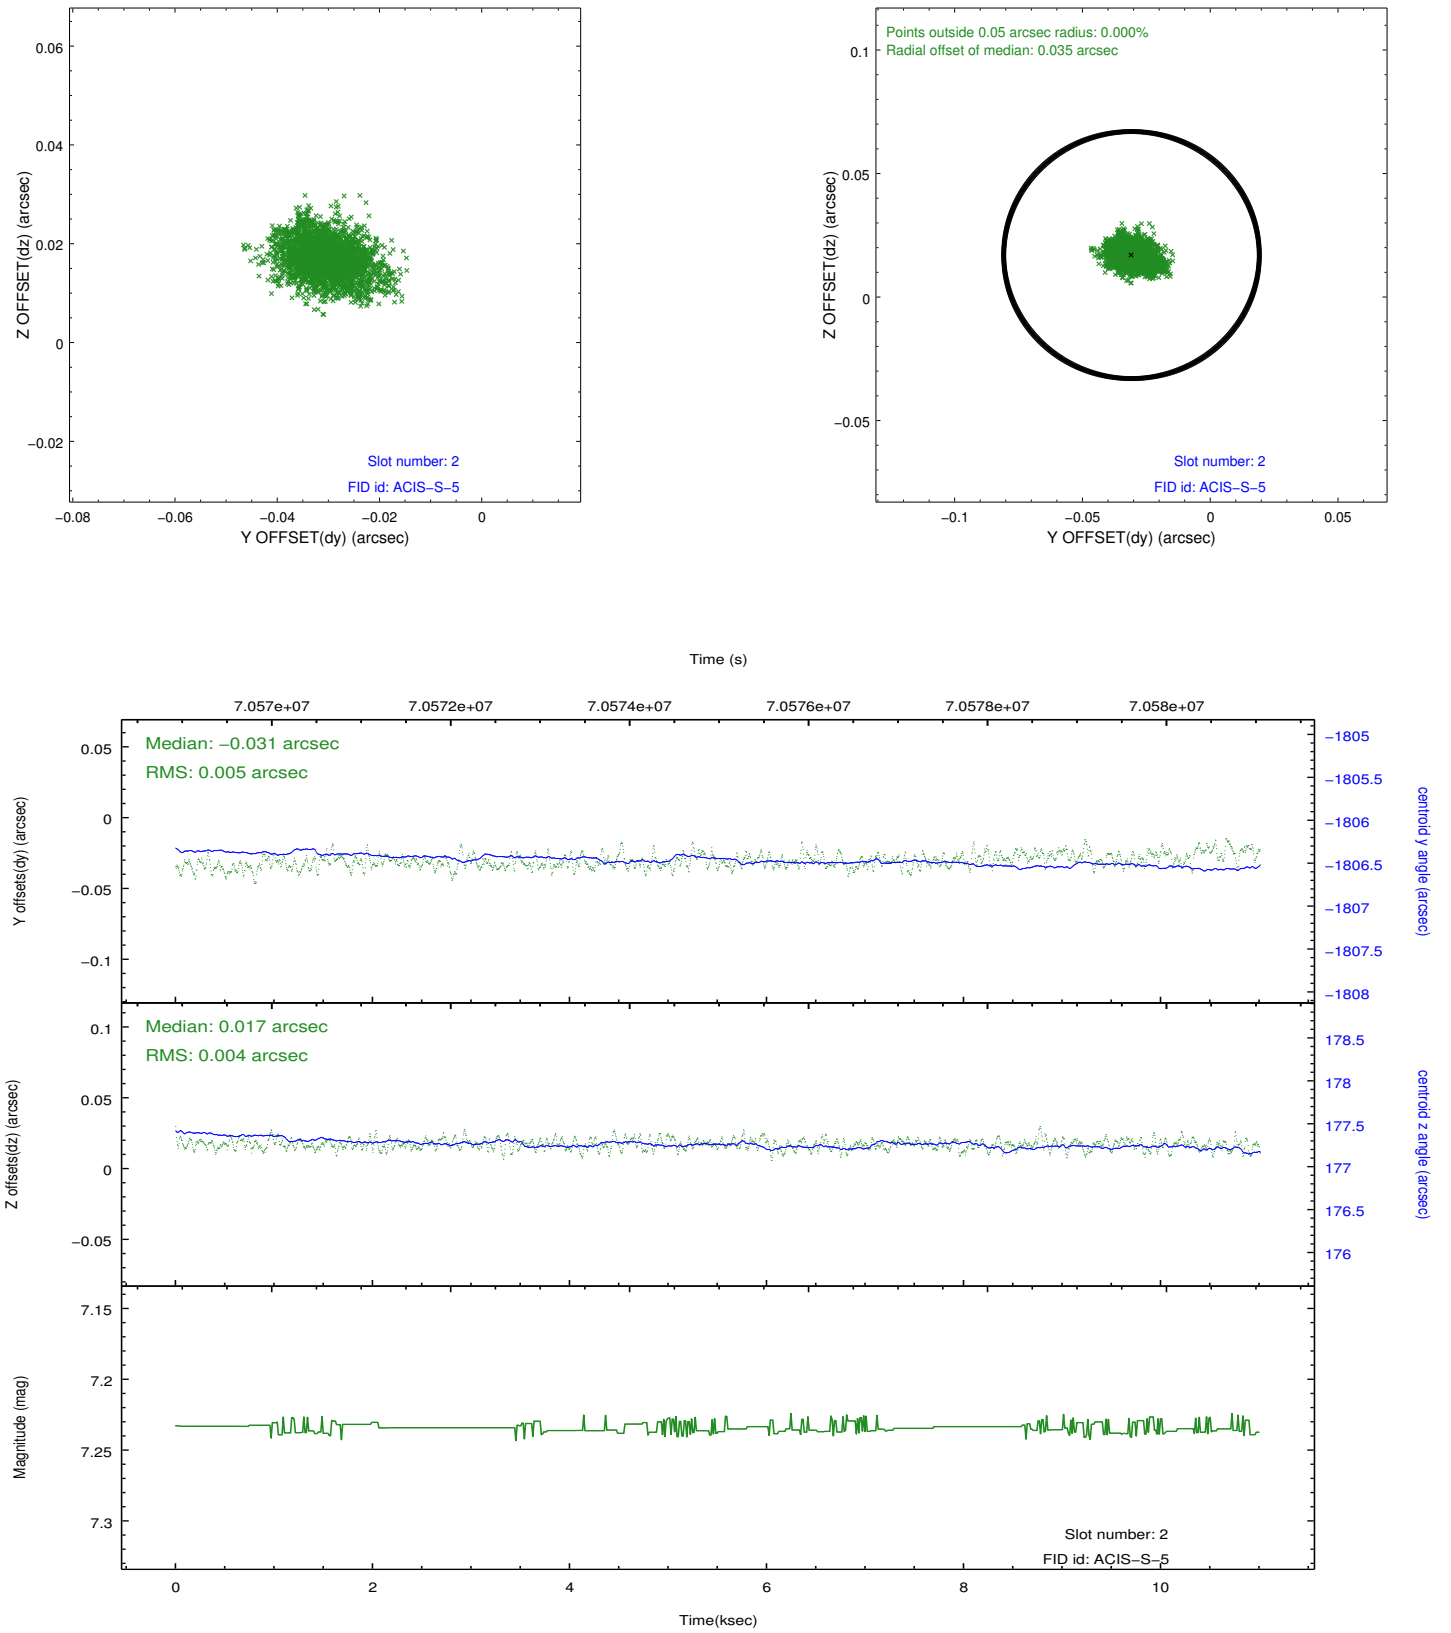 0.06
0.04
0.02
0
−0.02
Z OFFSET(dz) (arcsec)
Slot number: 2
FID id: ACIS−S−5
−0.08 −0.06 −0.04 −0.02 0
Y OFFSET(dy) (arcsec)
Points outside 0.05 arcsec radius: 0.000%
Radial offset of median: 0.035 arcsec
0.1
0.05
0
−0.05
Z OFFSET(dz) (arcsec)
Slot number: 2
FID id: ACIS−S−5
−0.1 −0.05 0 0.05
Y OFFSET(dy) (arcsec)
Time (s)
7.057e+07 7.0572e+07 7.0574e+07 7.0576e+07 7.0578e+07 7.058e+07
Median: −0.031 arcsec
RMS: 0.005 arcsec
0.05
0
−0.05
−0.1
Y offsets(dy) (arcsec)
−1805
−1805.5
−1806
−1806.5
−1807
−1807.5
−1808
centroid y angle (arcsec)
Median: 0.017 arcsec
RMS: 0.004 arcsec
0.1
0.05
0
−0.05
Z offsets(dz) (arcsec)
178.5
178
177.5
177
176.5
176
centroid z angle (arcsec)
7.15
7.2
7.25
7.3
Magnitude (mag)
Slot number: 2
FID id: ACIS−S−5
0 2 4 6 8 10
Time(ksec)